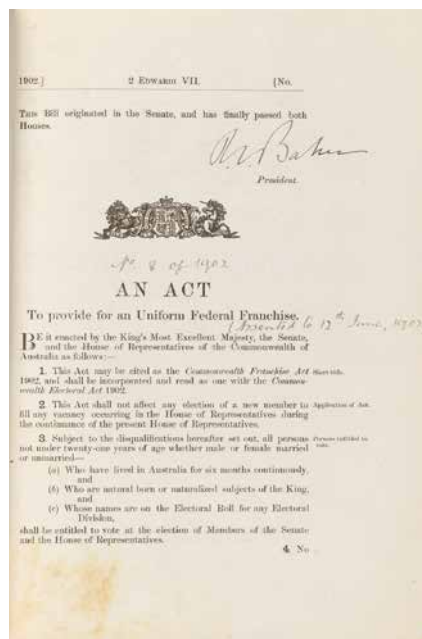 1902.] 2 EDWARDI VII. [No.
THIS Bill originated in the Senate, and has finally passed both
Houses.
R. C. Baker
President.
No. 8 of 1902
AN ACT
To provide for an Uniform Federal Franchise.
(Assented to 12th June, 1902)
BE it enacted by the King's Most Excellent Majesty, the Senate,
and the House of Representatives of the Commonwealth of
Australia as follows:—
1. This Act may be cited as the Commonwealth Franchise Act Short title.
1902, and shall be incorporated and read as one with the Common-
wealth Electoral Act 1902.
2. This Act shall not affect any election of a new member to Application of Act.
fill any vacancy occurring in the House of Representatives during
the continuance of the present House of Representatives.
3. Subject to the disqualifications hereafter set out, all persons Persons entitled to
not under twenty-one years of age whether male or female married vote.
or unmarried—
(a) Who have lived in Australia for six months continuously,
and
(b) Who are natural born or naturalized subjects of the King,
and
(c) Whose names are on the Electoral Roll for any Electoral
Division,
shall be entitled to vote at the election of Members of the Senate
and the House of Representatives.
4. No